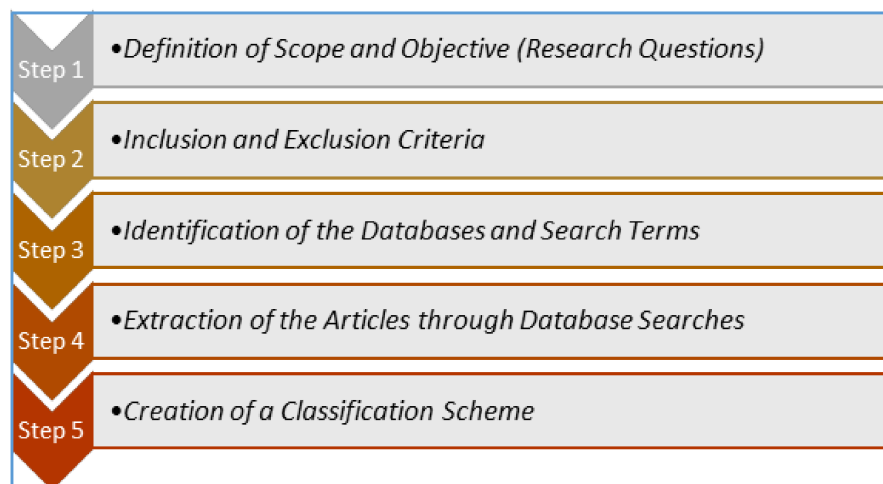 Step 1
•Definition of Scope and Objective (Research Questions)
Step 2
•Inclusion and Exclusion Criteria
Step 3
•Identification of the Databases and Search Terms
Step 4
•Extraction of the Articles through Database Searches
Step 5
•Creation of a Classification Scheme